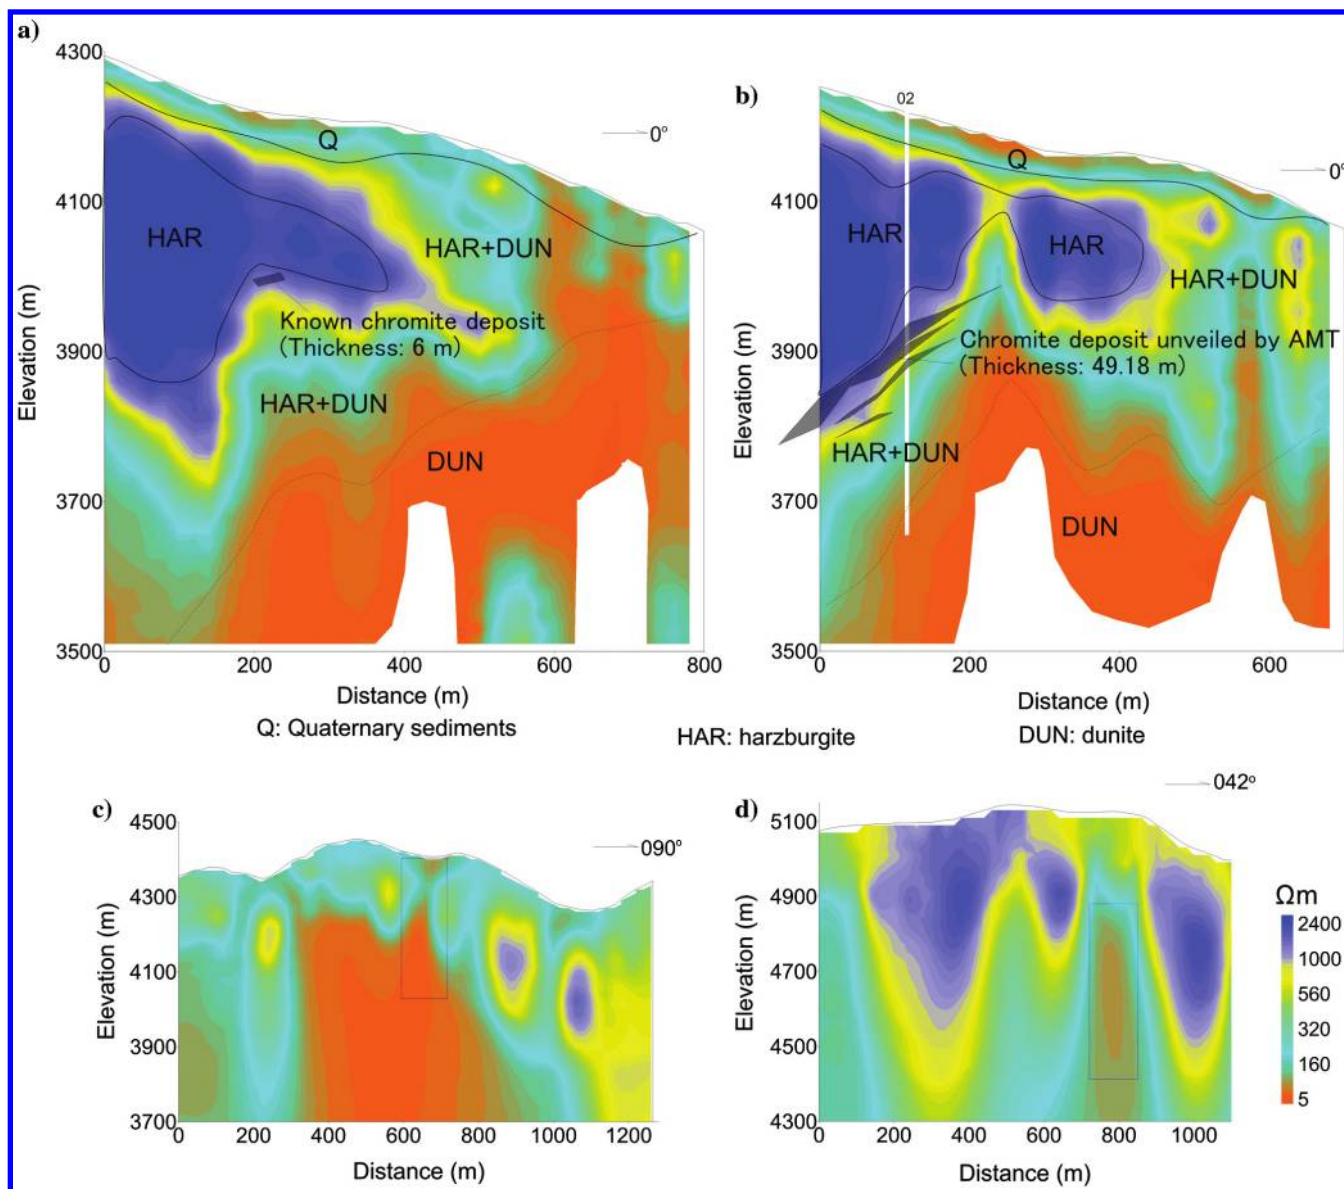 a)
4300
4100
3900
3700
3500
Elevation (m)
Q
0°
HAR
HAR+DUN
Known chromite deposit
(Thickness: 6 m)
HAR+DUN
DUN
0
200
400
600
800
Distance (m)
b)
02
4300
4100
3900
3700
3500
Elevation (m)
Q
0°
HAR
HAR
HAR+DUN
Chromite deposit unveiled by AMT
(Thickness: 49.18 m)
HAR+DUN
DUN
0
200
400
600
Distance (m)
Q: Quaternary sediments
HAR: harzburgite
DUN: dunite
c)
4500
4300
4100
3900
3700
Elevation (m)
090°
0
200
400
600
800
1000
1200
Distance (m)
d)
5100
4900
4700
4500
4300
Elevation (m)
042°
0
200
400
600
800
1000
Distance (m)
Ωm
2400
1000
560
320
160
5